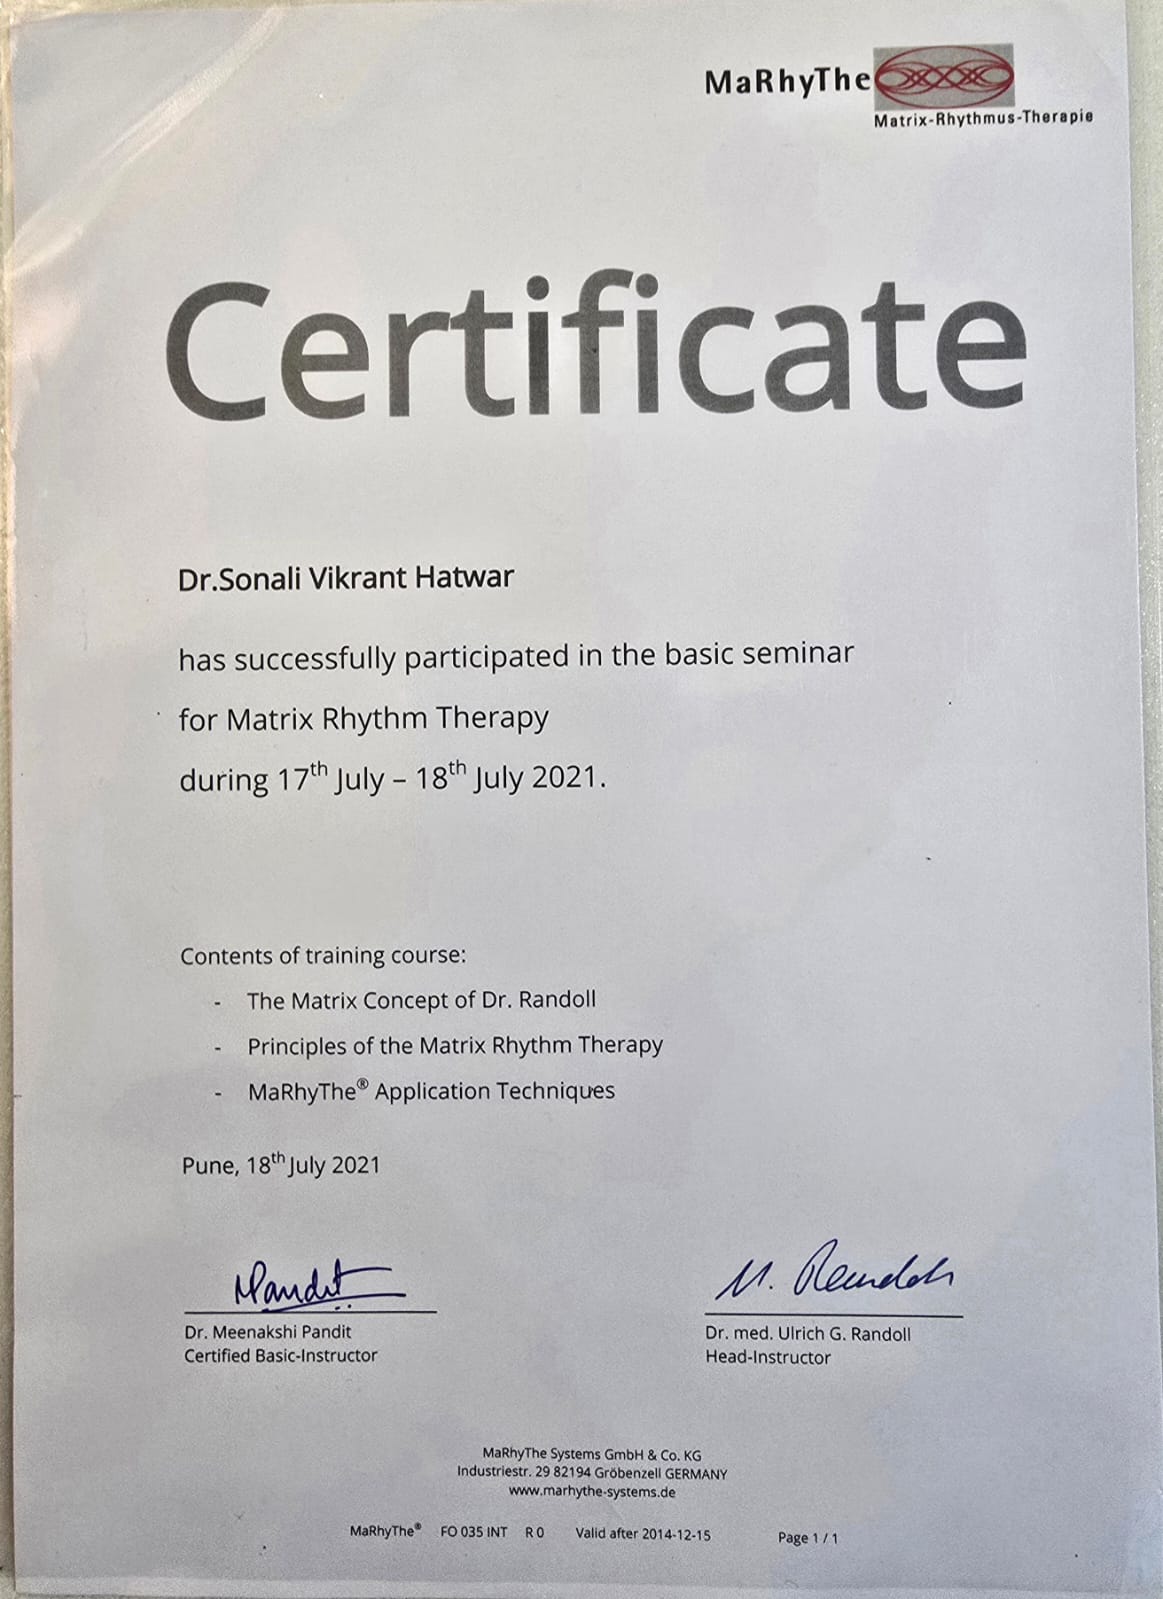 MaRhyThe
Matrix-Rhythmus-Therapie
Certificate
Dr.Sonali Vikrant Hatwar
has successfully participated in the basic seminar
for Matrix Rhythm Therapy
during 17th July – 18th July 2021.
Contents of training course:
- The Matrix Concept of Dr. Randoll
- Principles of the Matrix Rhythm Therapy
- MaRhyThe® Application Techniques
Pune, 18th July 2021
MPandit U. Randoll
Dr. Meenakshi Pandit Dr. med. Ulrich G. Randoll
Certified Basic-Instructor Head-Instructor
MaRhyThe Systems GmbH & Co. KG
Industriestr. 29 82194 Gröbenzell GERMANY
www.marhythe-systems.de
MaRhyThe® FO 035 INT R 0 Valid after 2014-12-15 Page 1 / 1